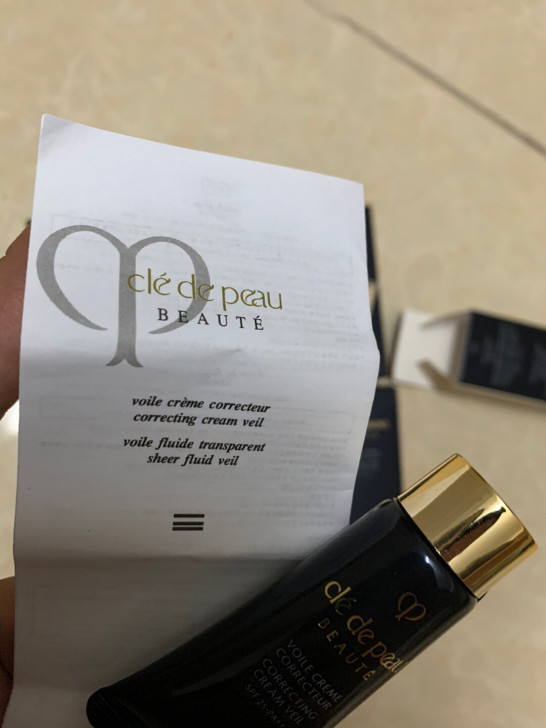 clé de peau
BEAUTÉ
voile crème correcteur
correcting cream veil
voile fluide transparent
sheer fluid veil
clé de peau
BEAUTÉ
VOILE CRÈME
CORRECTEUR
CORRECTING
CREAM VEIL